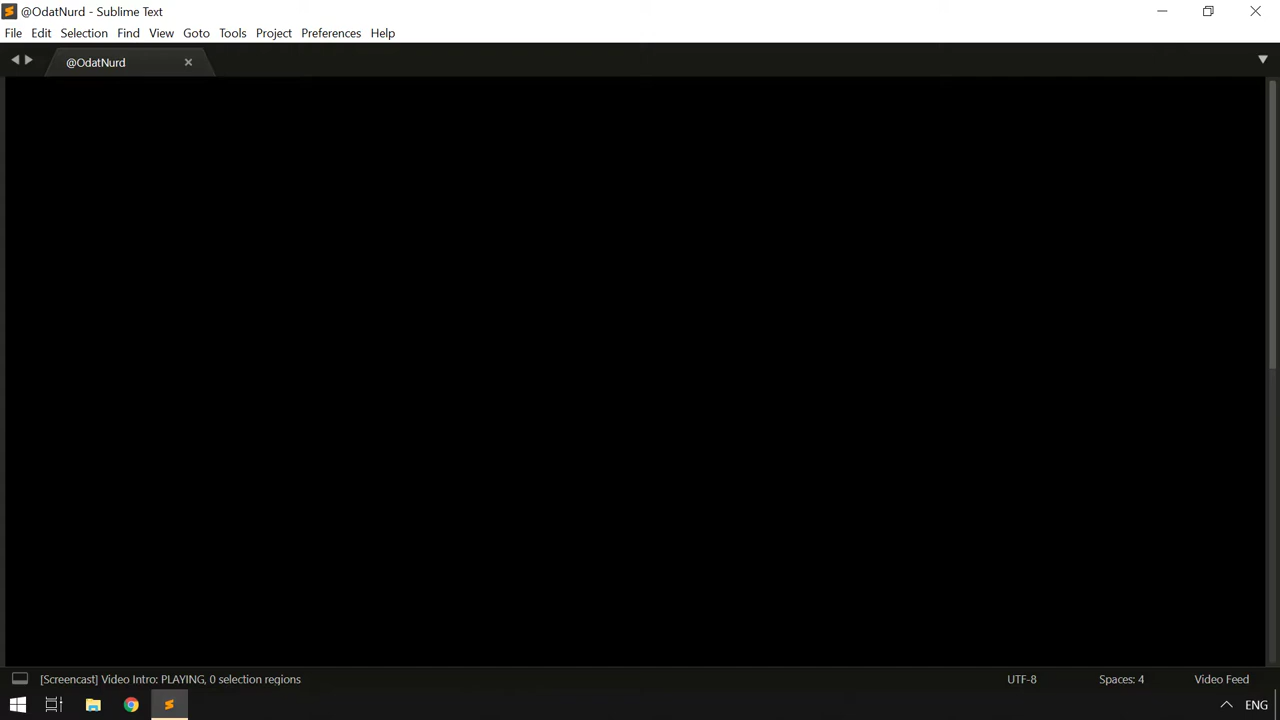 @OdatNurd - Sublime Text
File Edit Selection Find View Goto Tools Project Preferences Help
@OdatNurd
[Screencast] Video Intro: PLAYING, 0 selection regions UTF-8 Spaces: 4 Video Feed
ENG